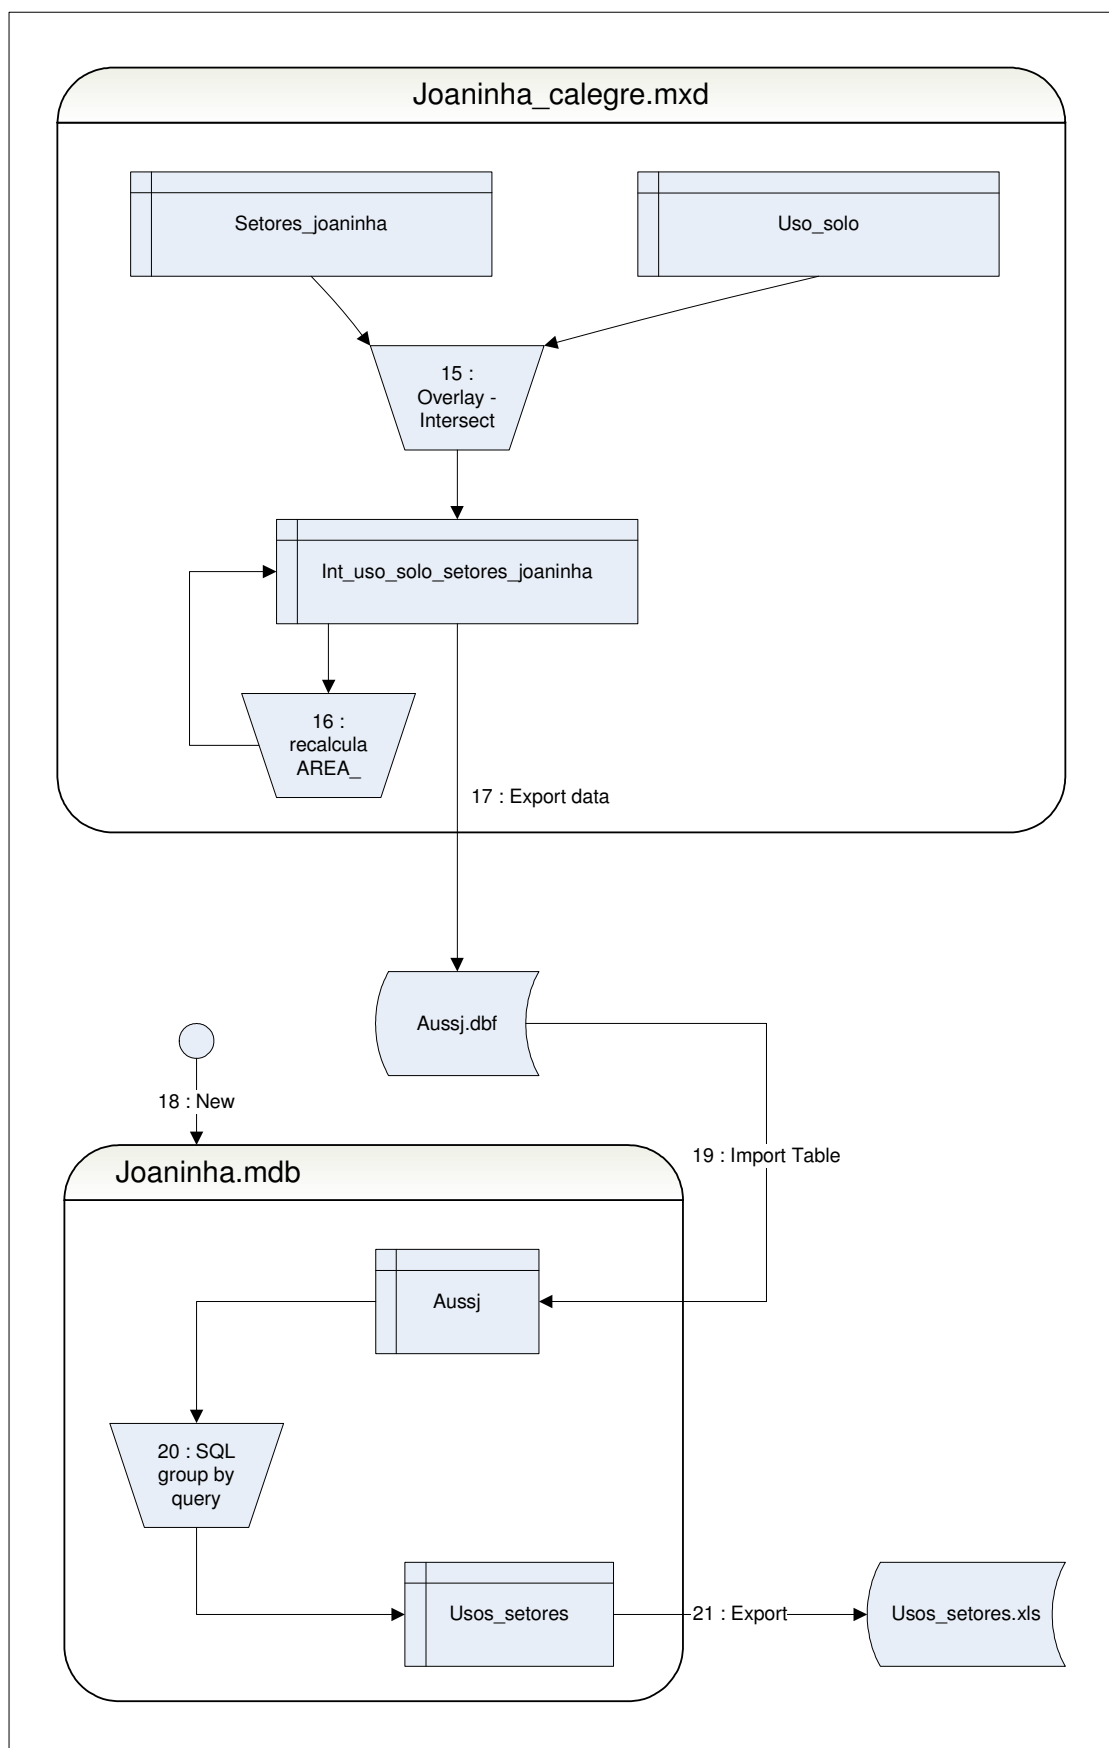 Joaninha_calegre.mxd
Setores_joaninha
Uso_solo
15 :
Overlay -
Intersect
Int_uso_solo_setores_joaninha
16 :
recalcula
AREA_
17 : Export data
Aussj.dbf
18 : New
19 : Import Table
Joaninha.mdb
Aussj
20 : SQL
group by
query
Usos_setores
21 : Export
Usos_setores.xls